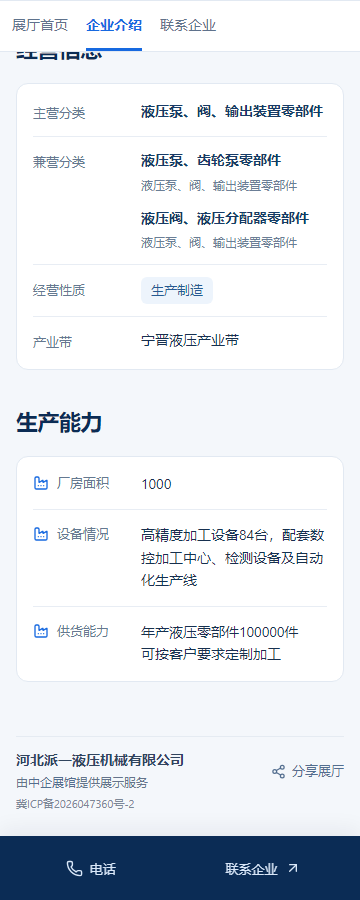 展厅首页 企业介绍 联系企业
经营信息
主营分类 液压泵、阀、输出装置零部件
兼营分类 液压泵、齿轮泵零部件
液压泵、阀、输出装置零部件
液压阀、液压分配器零部件
液压泵、阀、输出装置零部件
经营性质 生产制造
产业带 宁晋液压产业带
生产能力
厂房面积 1000
设备情况 高精度加工设备84台，配套数
控加工中心、检测设备及自动
化生产线
供货能力 年产液压零部件100000件
可按客户要求定制加工
河北派一液压机械有限公司
由中企展馆提供展示服务
分享展厅
冀ICP备2026047360号-2
电话 联系企业